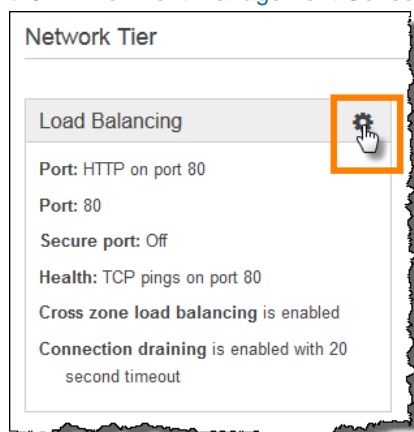 Network Tier
Load Balancing
Port: HTTP on port 80
Port: 80
Secure port: Off
Health: TCP pings on port 80
Cross zone load balancing is enabled
Connection draining is enabled with 20
second timeout